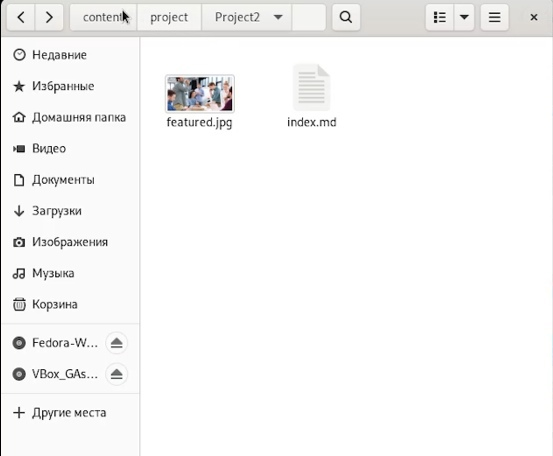 content project Project2
Недавние
Избранные
Домашняя папка
Видео
Документы
Загрузки
Изображения
Музыка
Корзина
Fedora-W...
VBox_GAs...
Другие места
featured.jpg
index.md